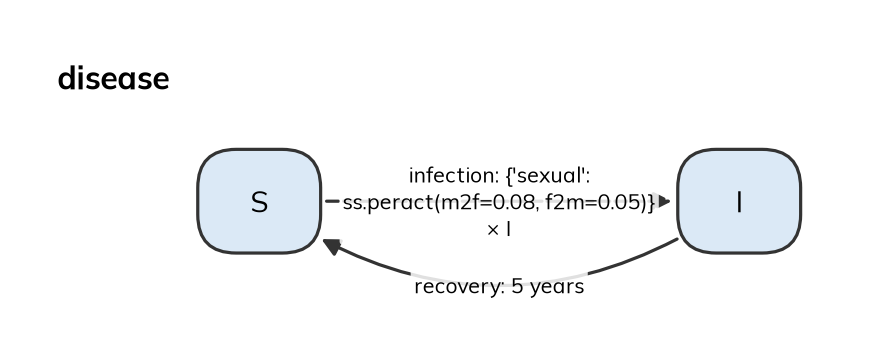 disease
S
infection: {'sexual':
ss.peract(m2f=0.08, f2m=0.05)}
× I
I
recovery: 5 years